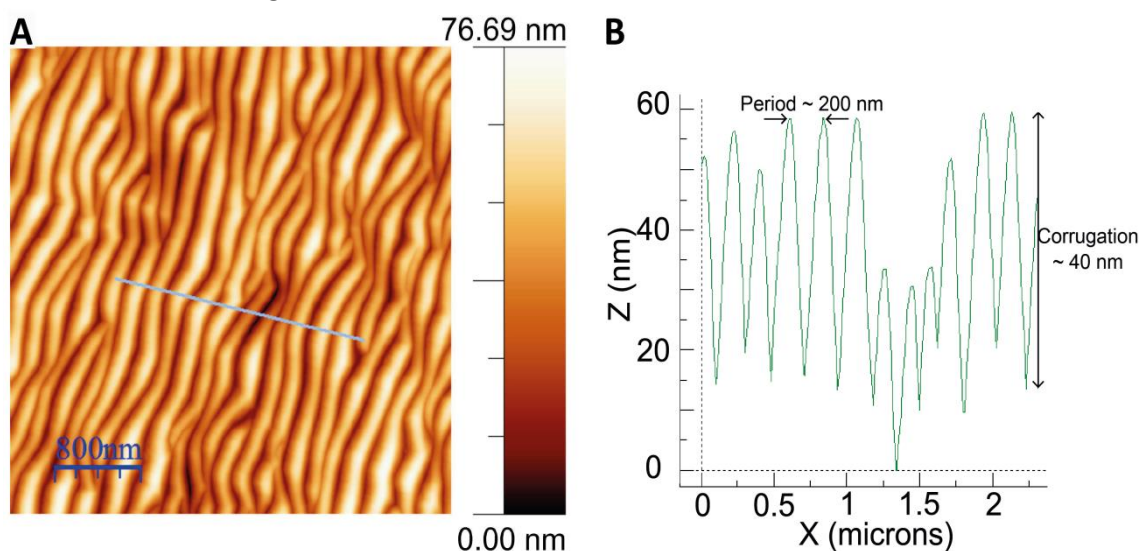 A
76.69 nm
0.00 nm
800nm
B
Period ~ 200 nm
Corrugation
~ 40 nm
Z (nm)
60
40
20
0
0 0.5 1 1.5 2
X (microns)